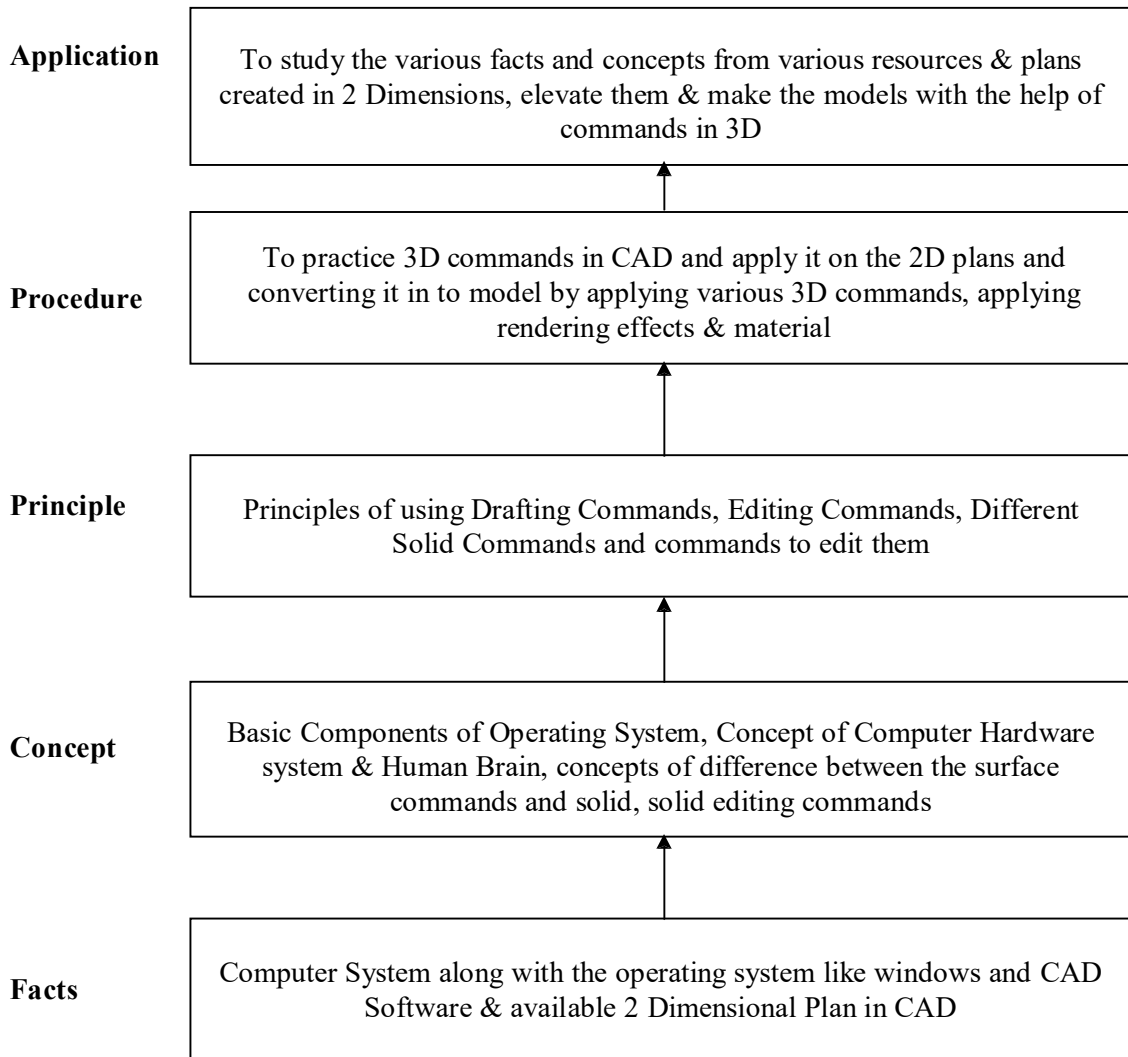 Application
To study the various facts and concepts from various resources & plans
created in 2 Dimensions, elevate them & make the models with the help of
commands in 3D
Procedure
To practice 3D commands in CAD and apply it on the 2D plans and
converting it in to model by applying various 3D commands, applying
rendering effects & material
Principle
Principles of using Drafting Commands, Editing Commands, Different
Solid Commands and commands to edit them
Concept
Basic Components of Operating System, Concept of Computer Hardware
system & Human Brain, concepts of difference between the surface
commands and solid, solid editing commands
Facts
Computer System along with the operating system like windows and CAD
Software & available 2 Dimensional Plan in CAD